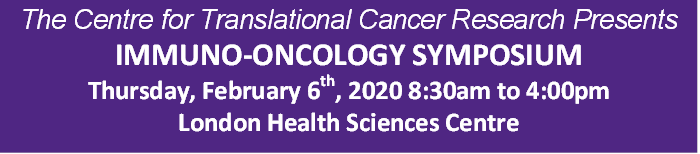 The Centre for Translational Cancer Research Presents
IMMUNO-ONCOLOGY SYMPOSIUM
Thursday, February 6th, 2020 8:30am to 4:00pm
London Health Sciences Centre